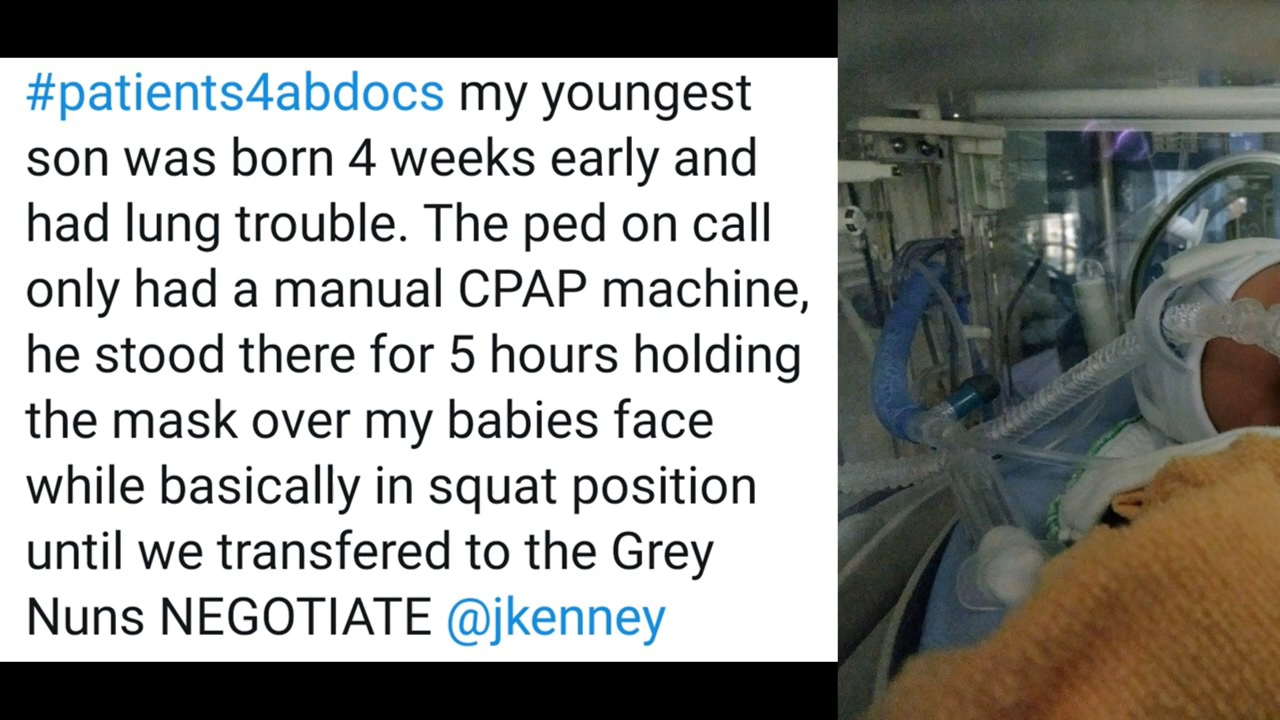 #patients4abdocs my youngest
son was born 4 weeks early and
had lung trouble. The ped on call
only had a manual CPAP machine,
he stood there for 5 hours holding
the mask over my babies face
while basically in squat position
until we transfered to the Grey
Nuns NEGOTIATE @jkenney